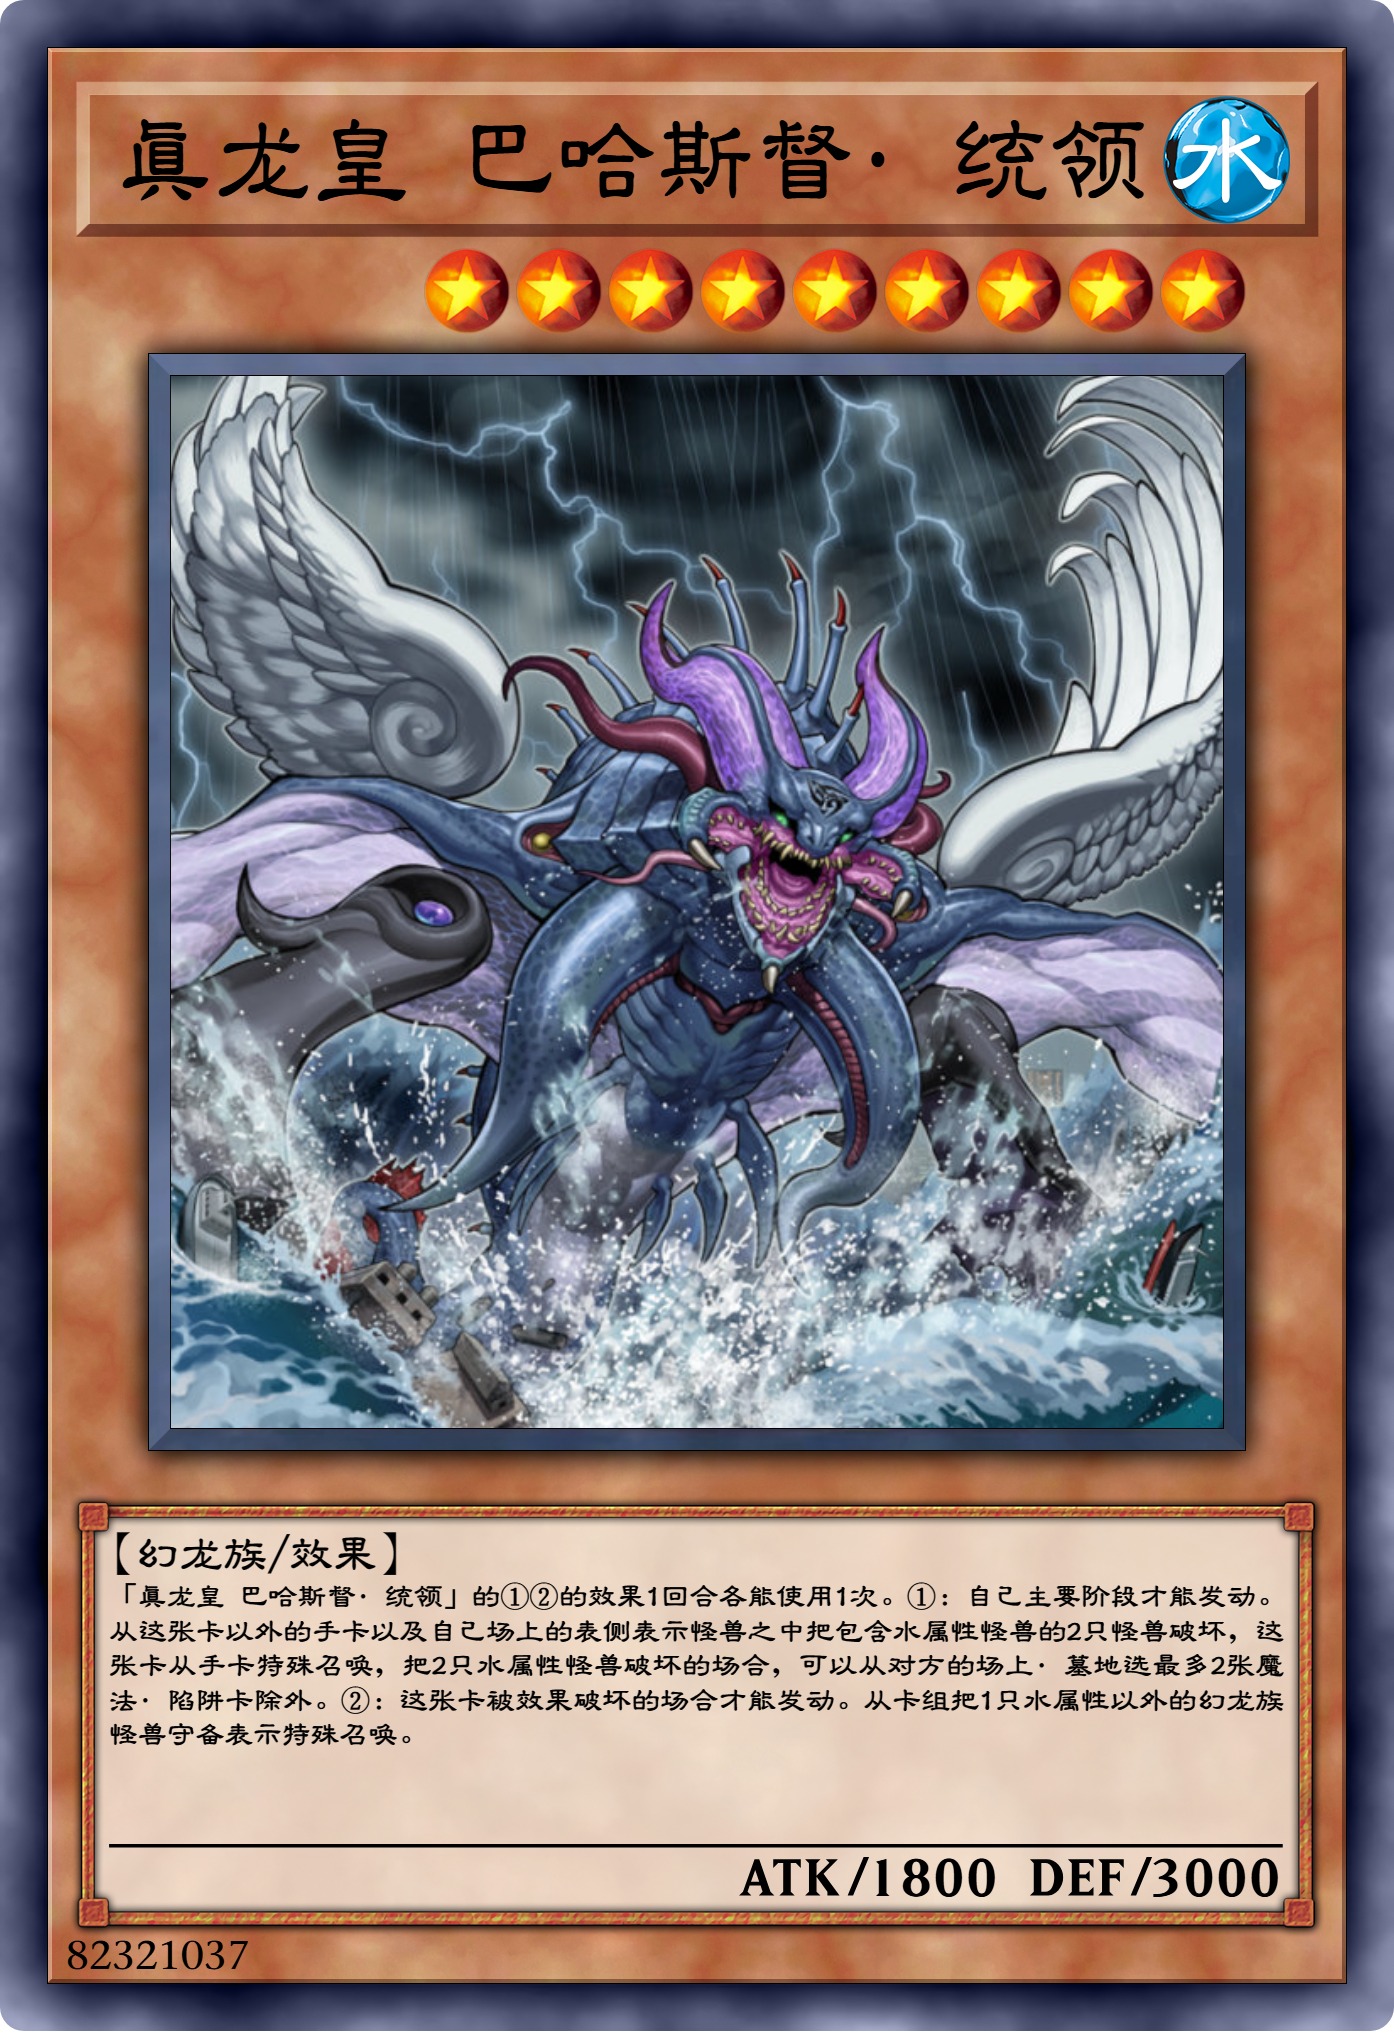 眞龙皇 巴哈斯督· 统领
水
【幻龙族/效果】
「眞龙皇 巴哈斯督· 统领」的①②的效果1回合各能使用1次。①：自己主要阶段才能发动。
从这张卡以外的手卡以及自己场上的表侧表示怪兽之中把包含水属性怪兽的2只怪兽破坏，这
张卡从手卡特殊召唤，把2只水属性怪兽破坏的场合，可以从对方的场上· 墓地选最多2张魔
法· 陷阱卡除外。②：这张卡被效果破坏的场合才能发动。从卡组把1只水属性以外的幻龙族
怪兽守备表示特殊召唤。
ATK/1800 DEF/3000
82321037